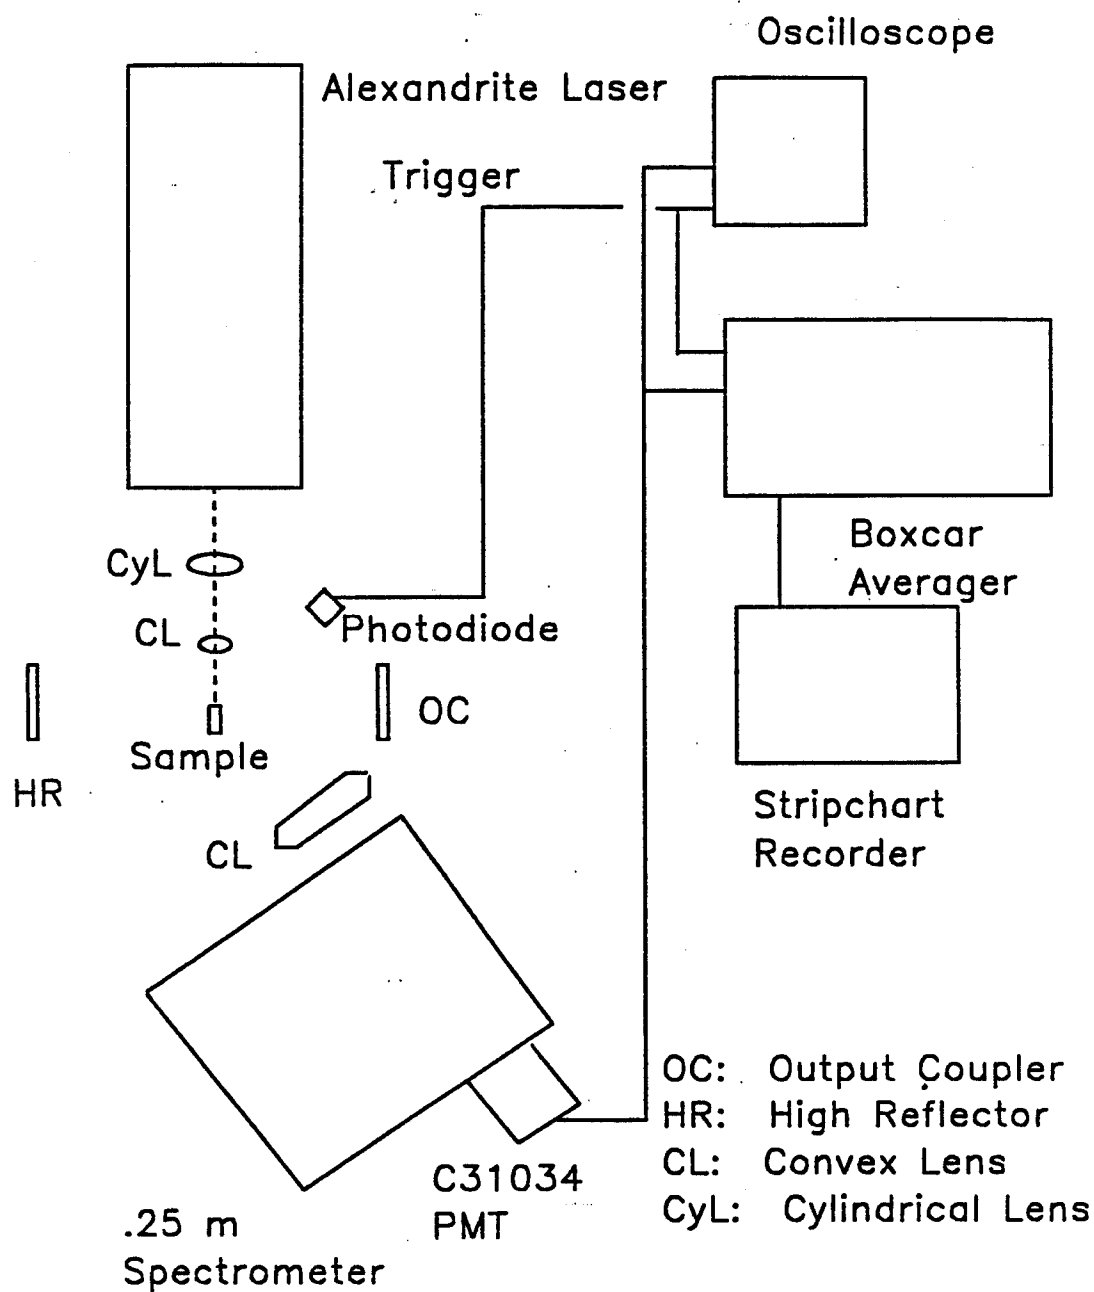 Oscilloscope
Alexandrite Laser
Trigger
CyL
Photodiode
CL
OC
Sample
HR
CL
Boxcar
Averager
Stripchart
Recorder
OC: Output Coupler
HR: High Reflector
CL: Convex Lens
CyL: Cylindrical Lens
C31034
PMT
.25 m
Spectrometer